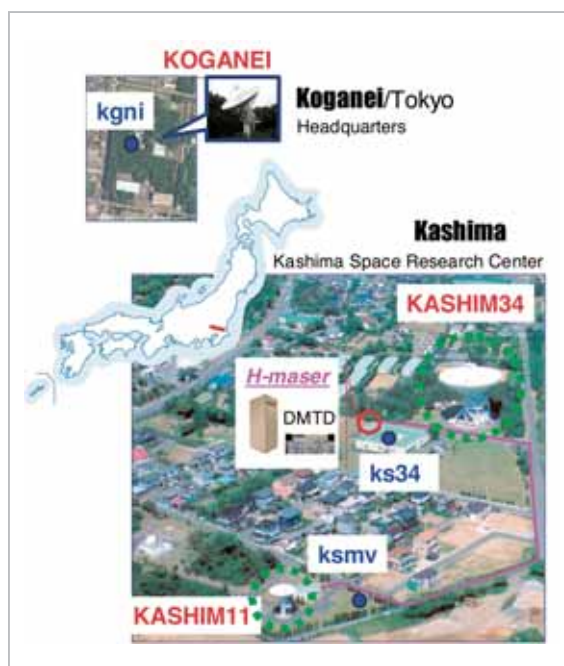 KOGANEI
kgni
Koganei/Tokyo
Headquarters
Kashima
Kashima Space Research Center
KASHIM34
H-maser
DMTD
ks34
ksmv
KASHIM11